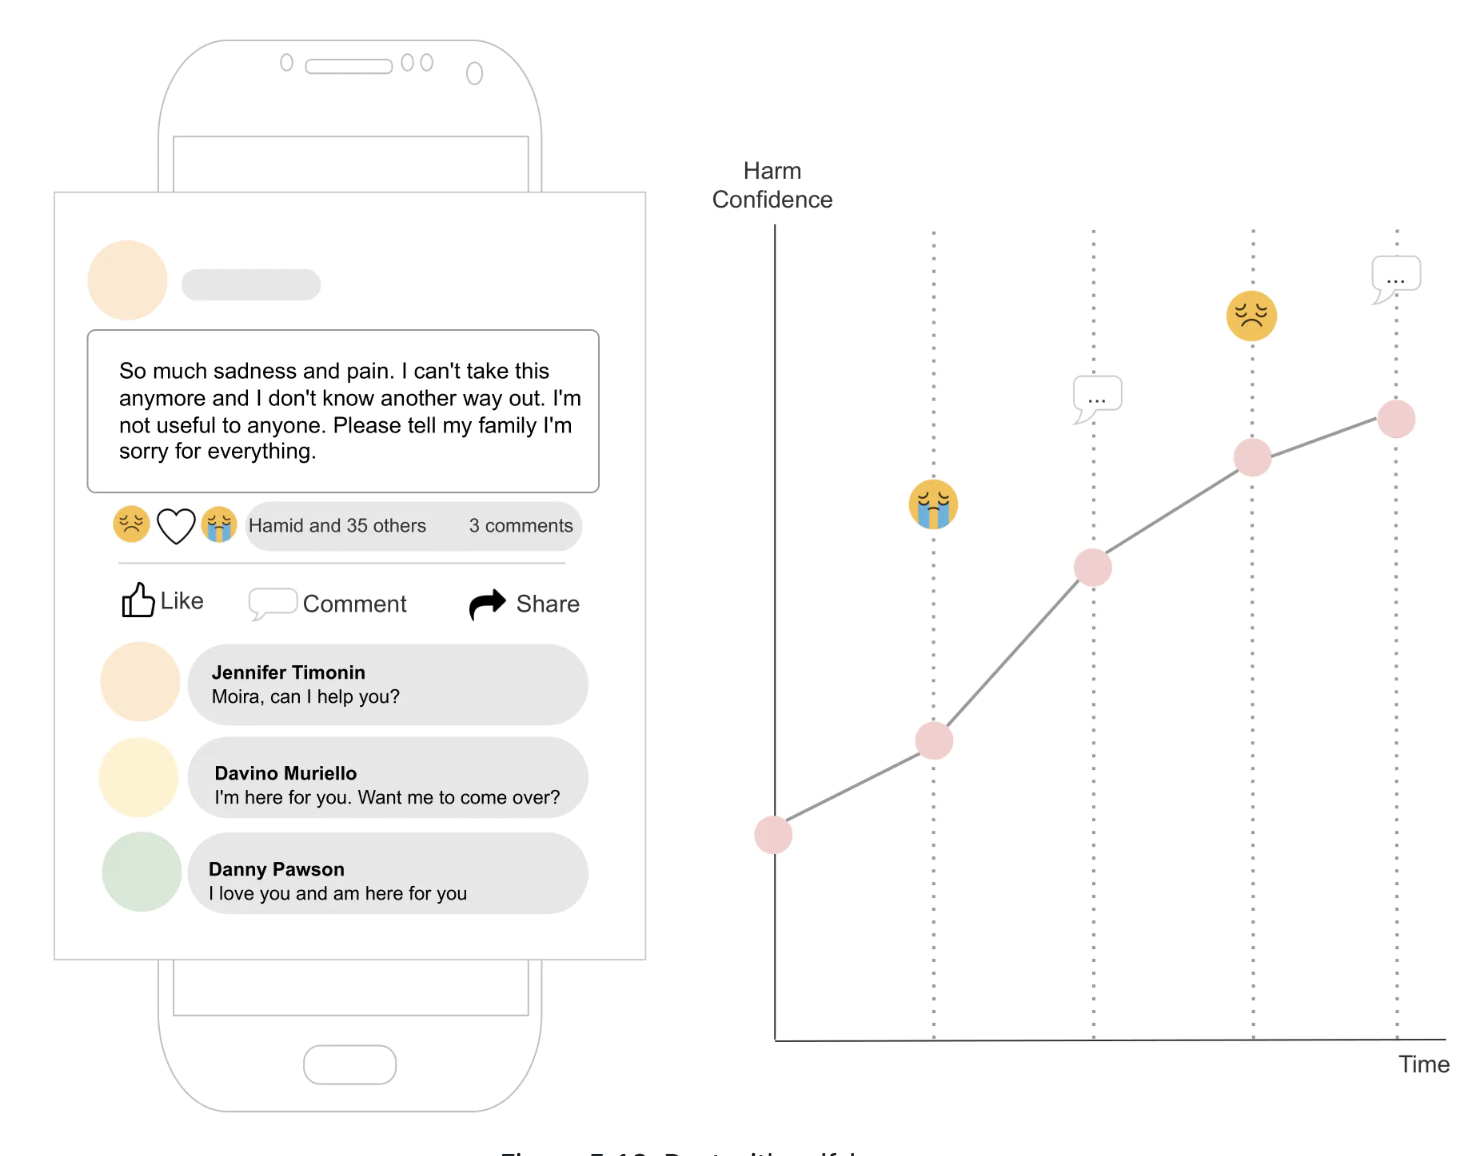 So much sadness and pain. I can't take this
anymore and I don't know another way out. I'm
not useful to anyone. Please tell my family I'm
sorry for everything.
Hamid and 35 others 3 comments
Like Comment Share
Jennifer Timonin
Moira, can I help you?
Davino Muriello
I'm here for you. Want me to come over?
Danny Pawson
I love you and am here for you
Harm
Confidence
...
...
Time